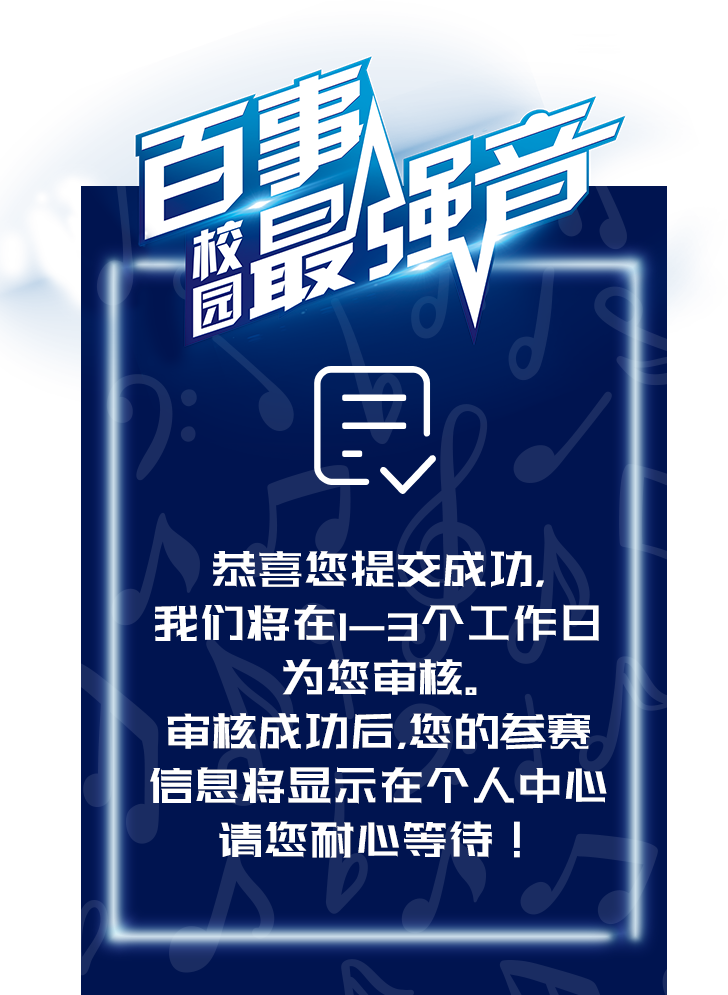 百事
校园最强音
恭喜您提交成功,
我们将在1-3个工作日
为您审核。
审核成功后,您的参赛
信息将显示在个人中心
请您耐心等待！